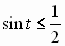 sin t ≤ 1/2